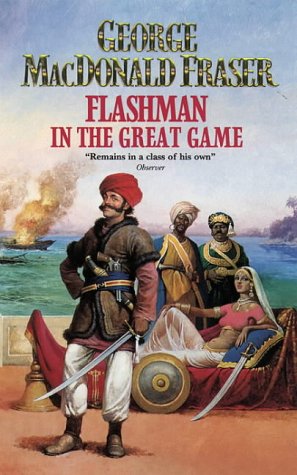 GEORGE
MACDONALD FRASER
FLASHMAN
IN THE GREAT GAME
“Remains in a class of his own”
Observer